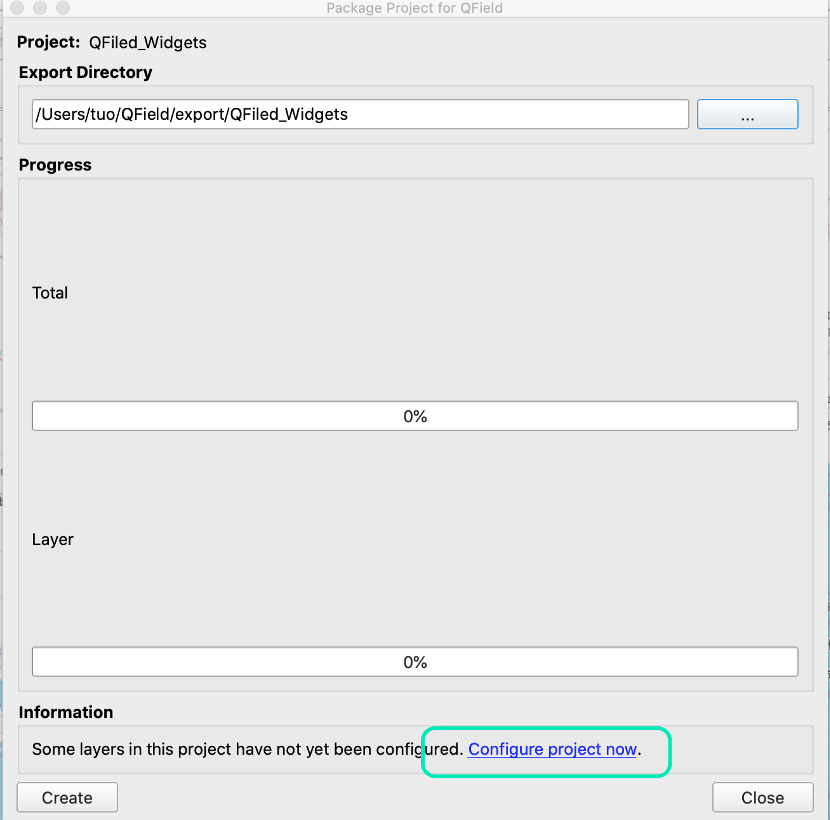 Package Project for QField
Project: QFiled_Widgets
Export Directory
/Users/tuo/QField/export/QFiled_Widgets
...
Progress
Total
0%
Layer
0%
Information
Some layers in this project have not yet been configured. Configure project now.
Create
Close